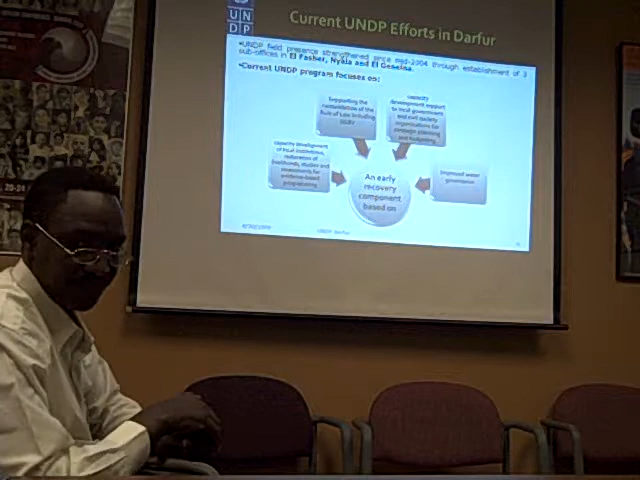 UN
DP
Current UNDP Efforts in Darfur
•UNDP field presence strengthened since mid-2004 through establishment of 3
sub-offices in El Fasher, Nyala and El Geneina.
•Current UNDP program focuses on:
Supporting the
consolidation of the
Rule of Law including
capacity
development support
to local government
and civil society
organizations for
strategic planning
and budgeting
capacity development
of local institutions,
restoration of
livelihoods, studies and
assessments for
evidence-based
programming
Improved water
governance
An early
recovery
component
based on
UNDP darfur